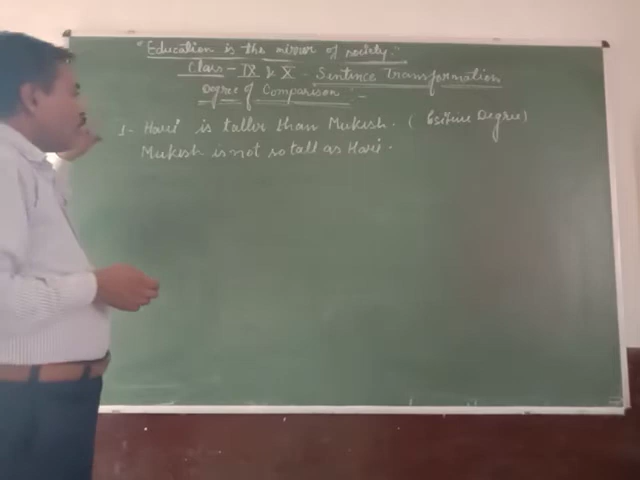 "Education is the mirror of society."
Class - IX & X - Sentence Transformation
Degree of Comparison :-
1- Hari is taller than Mukesh. ( Positive Degree)
Mukesh is not so tall as Hari.